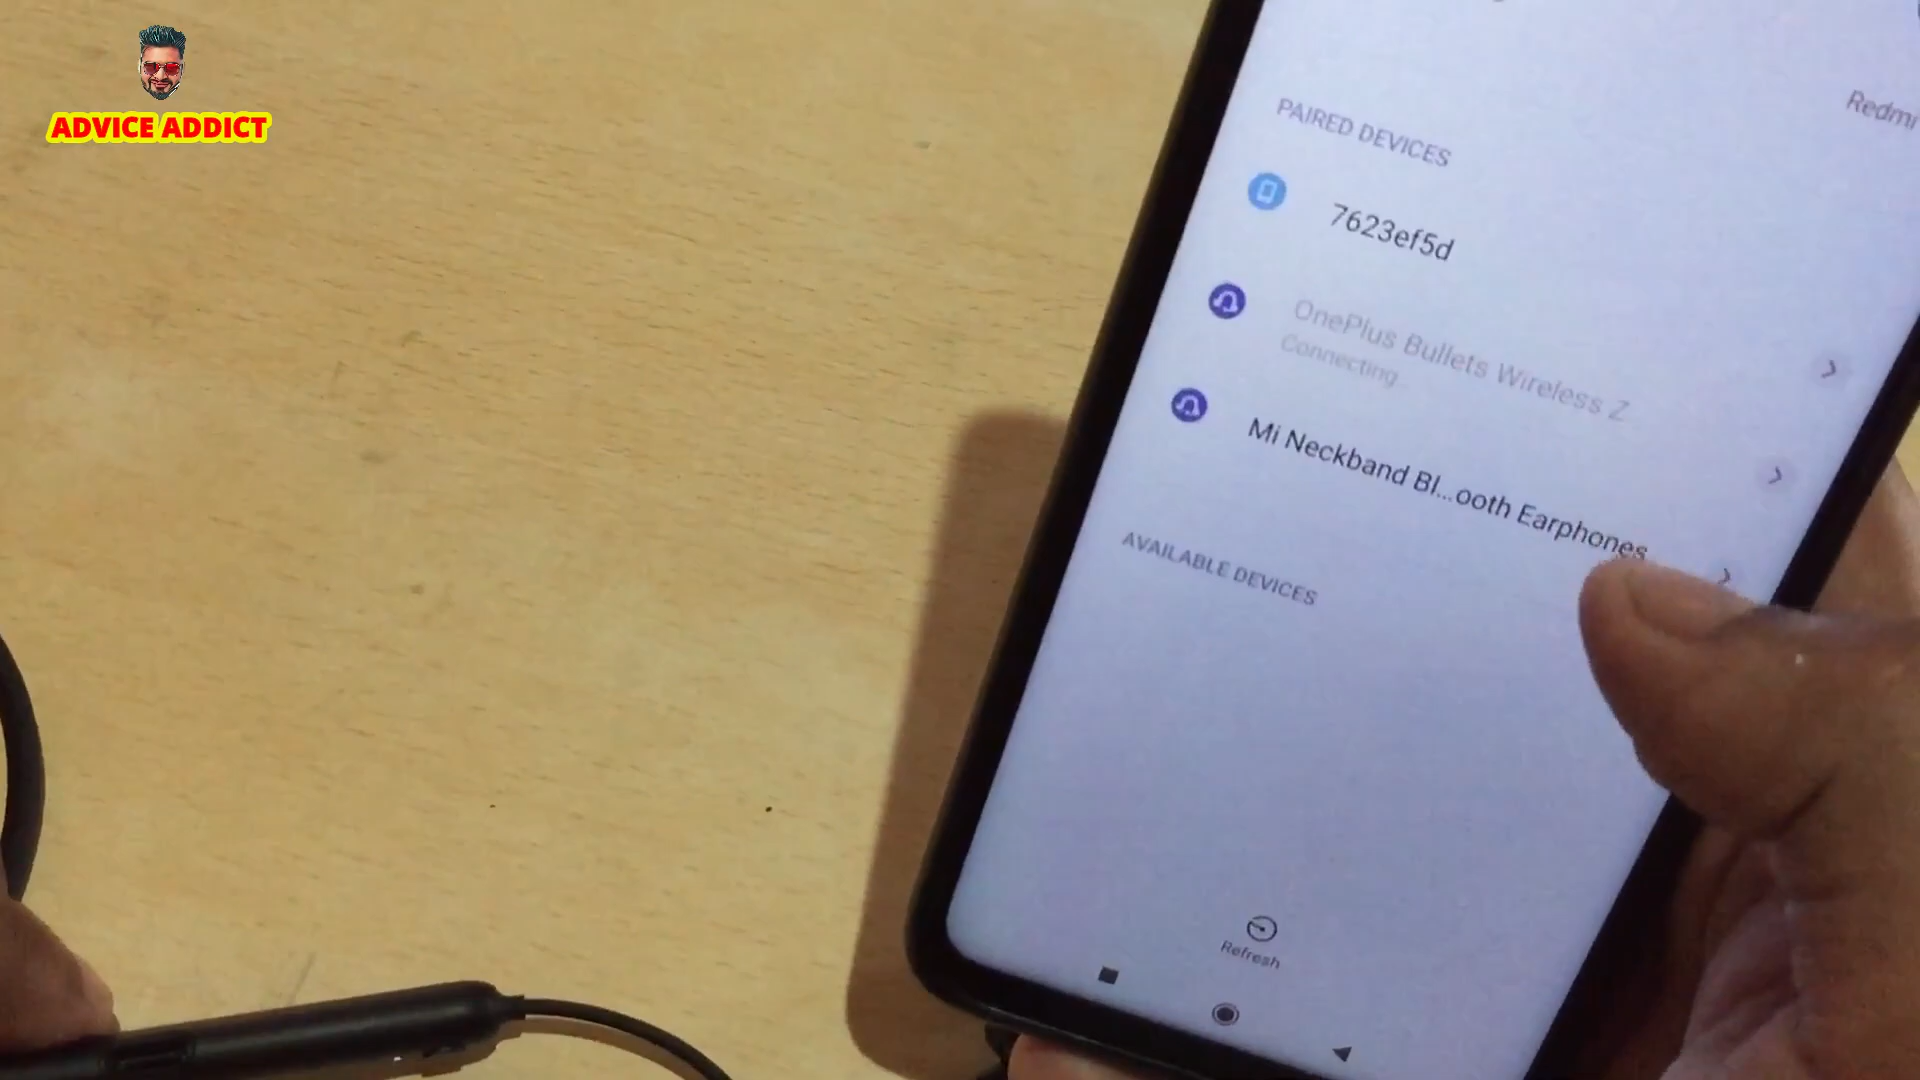 ADVICE ADDICT
Redmi
PAIRED DEVICES
7623ef5d
OnePlus Bullets Wireless Z
Connecting
Mi Neckband Bl...ooth Earphones
AVAILABLE DEVICES
Refresh